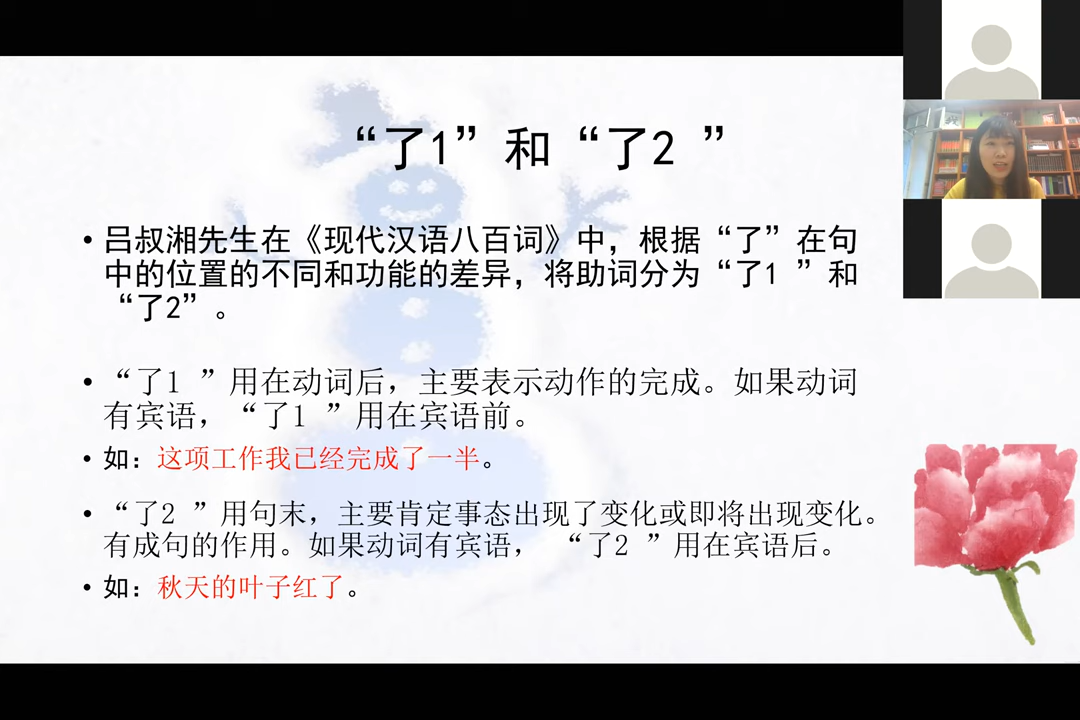 “了1”和“了2 ”
• 吕叔湘先生在《现代汉语八百词》中，根据“了”在句
中的位置的不同和功能的差异，将助词分为“了1 ”和
“了2”。
• “了1 ”用在动词后，主要表示动作的完成。如果动词
有宾语，“了1 ”用在宾语前。
• 如：这项工作我已经完成了一半。
• “了2 ”用句末，主要肯定事态出现了变化或即将出现变化。
有成句的作用。如果动词有宾语， “了2 ”用在宾语后。
• 如：秋天的叶子红了。